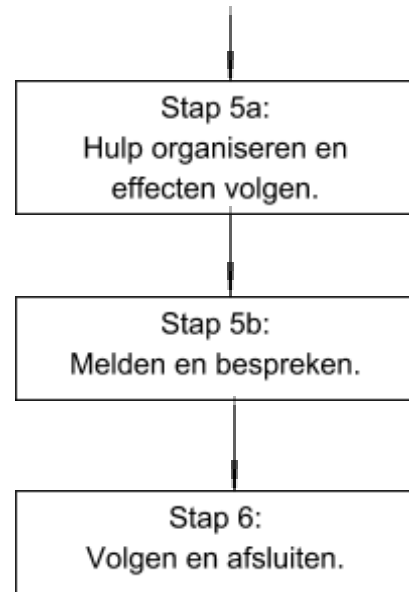 Stap 5a:
Hulp organiseren en
effecten volgen.
Stap 5b:
Melden en bespreken.
Stap 6:
Volgen en afsluiten.